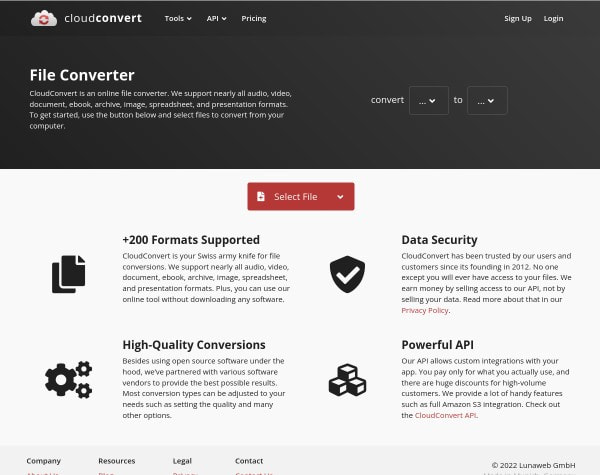 cloudconvert Tools API Pricing Sign Up Login
File Converter
CloudConvert is an online file converter. We support nearly all audio, video,
document, ebook, archive, image, spreadsheet, and presentation formats.
To get started, use the button below and select files to convert from your
computer.
convert ... to ...
Select File
+200 Formats Supported
CloudConvert is your Swiss army knife for file
conversions. We support nearly all audio, video,
document, ebook, archive, image, spreadsheet,
and presentation formats. Plus, you can use our
online tool without downloading any software.
Data Security
CloudConvert has been trusted by our users and
customers since its founding in 2012. No one
except you will ever have access to your files. We
earn money by selling access to our API, not by
selling your data. Read more about that in our
Privacy Policy.
High-Quality Conversions
Besides using open source software under the
hood, we've partnered with various software
vendors to provide the best possible results.
Most conversion types can be adjusted to your
needs such as setting the quality and many
other options.
Powerful API
Our API allows custom integrations with your
app. You pay only for what you actually use, and
there are huge discounts for high-volume
customers. We provide a lot of handy features
such as full Amazon S3 integration. Check out
the CloudConvert API.
Company Resources Legal Contact
© 2022 Lunaweb GmbH